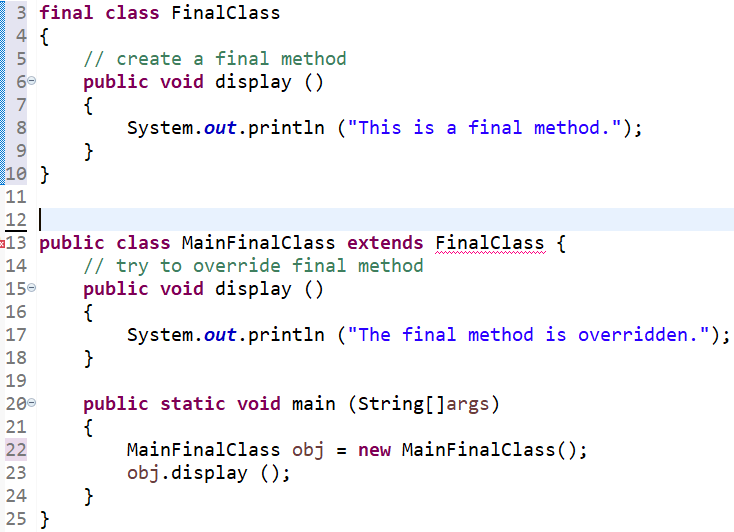 3 final class FinalClass
4 {
5     // create a final method
6     public void display ()
7     {
8         System.out.println ("This is a final method.");
9     }
10 }
11
12
13 public class MainFinalClass extends FinalClass {
14     // try to override final method
15     public void display ()
16     {
17         System.out.println ("The final method is overridden.");
18     }
19
20     public static void main (String[]args)
21     {
22         MainFinalClass obj = new MainFinalClass();
23         obj.display ();
24     }
25 }